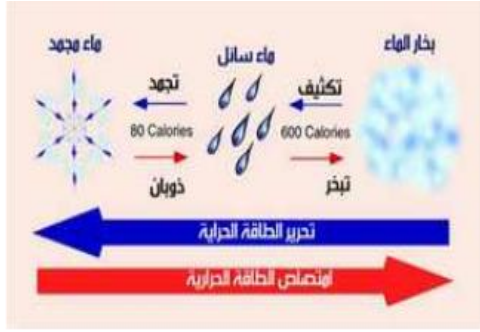 بخار الماء
ماء سائل
ماء مجمد
تكثيف
تجمد
600 Calories
80 Calories
تبخر
ذوبان
تحرير الطاقة الحراية
امتصاص الطاقة الحرارية